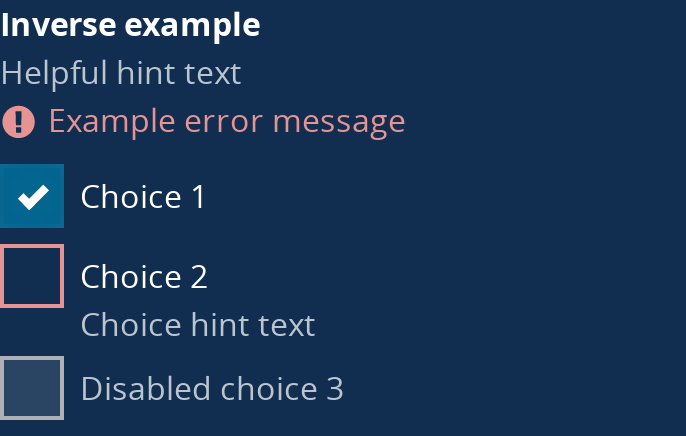 Inverse example
Helpful hint text
Example error message
Choice 1
Choice 2
Choice hint text
Disabled choice 3